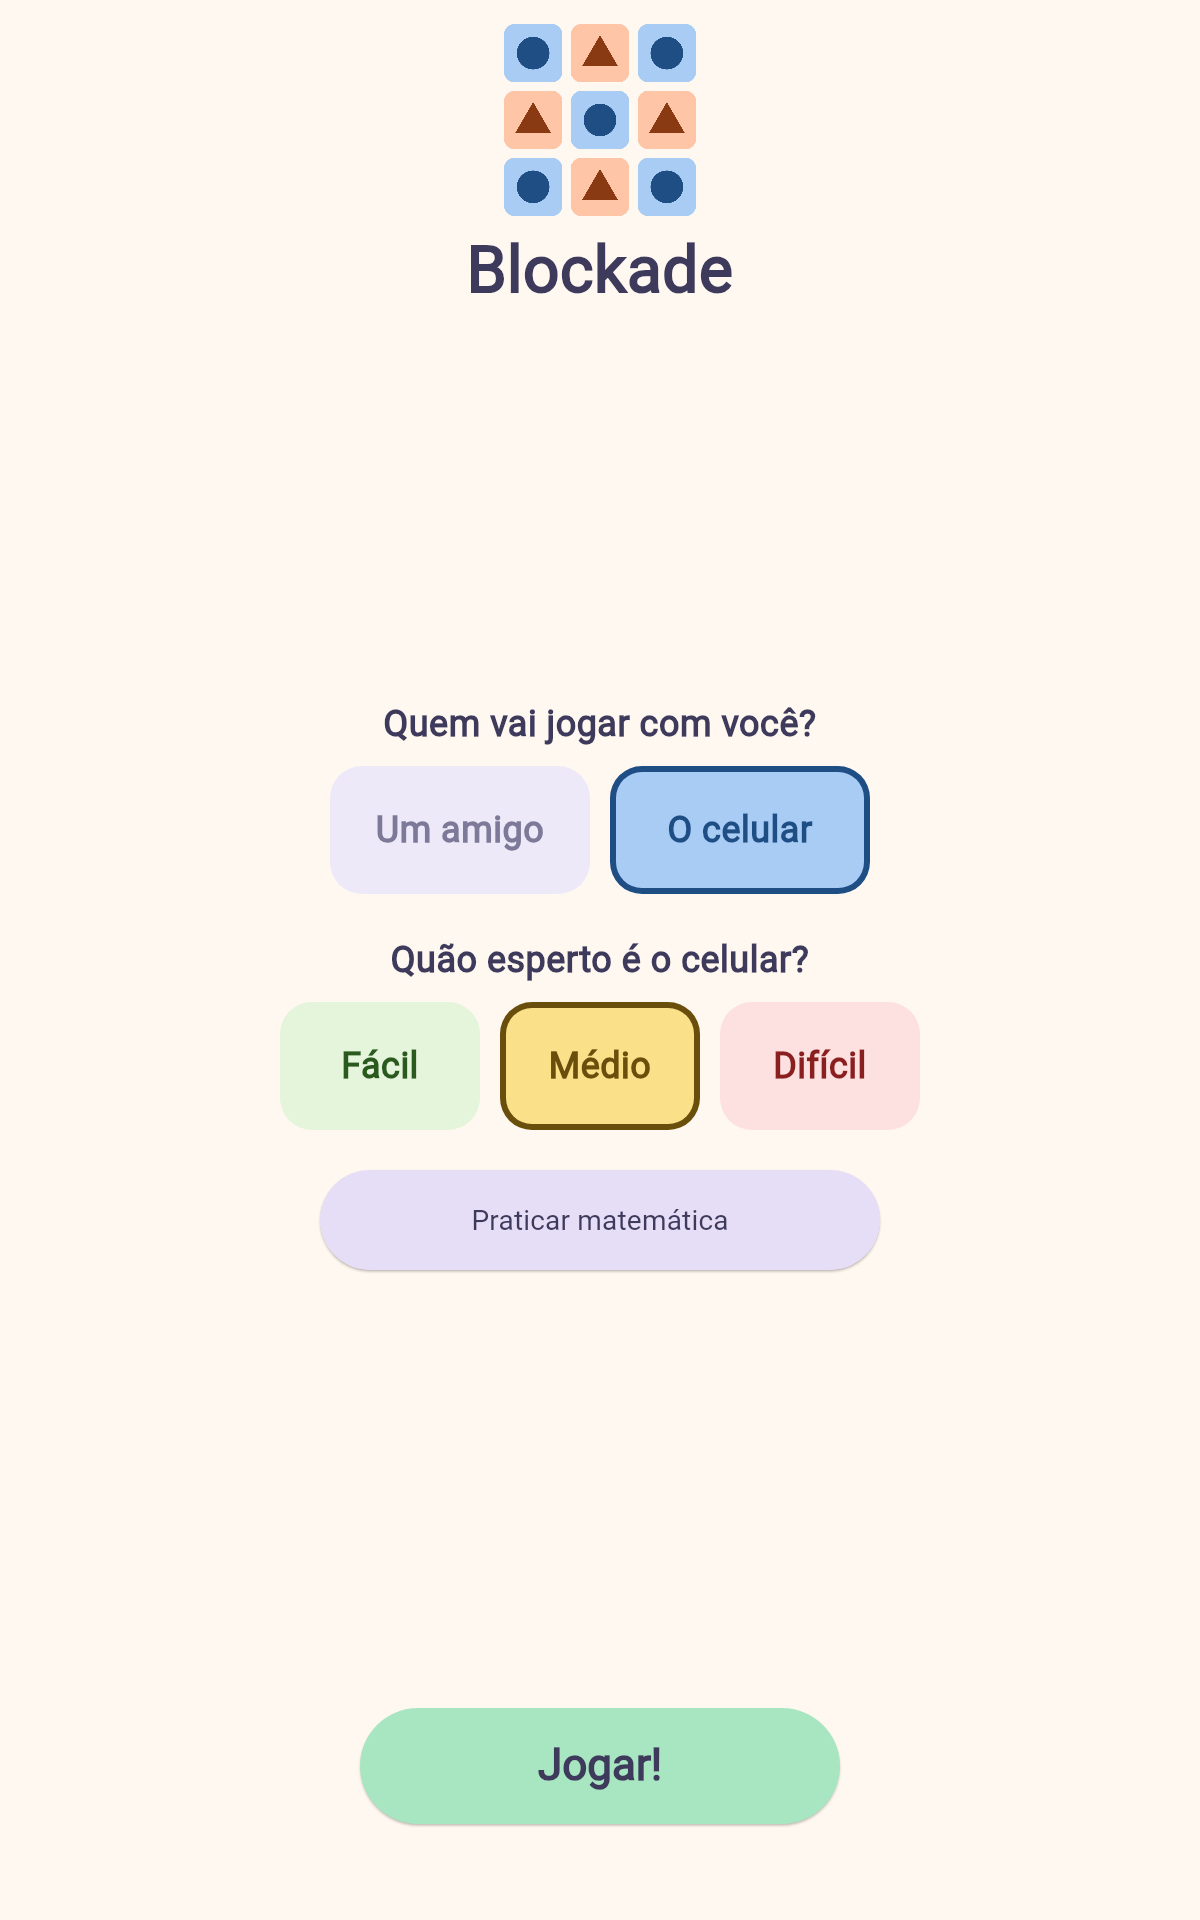 Blockade
Quem vai jogar com você?
Um amigo
O celular
Quão esperto é o celular?
Fácil
Médio
Difícil
Praticar matemática
Jogar!